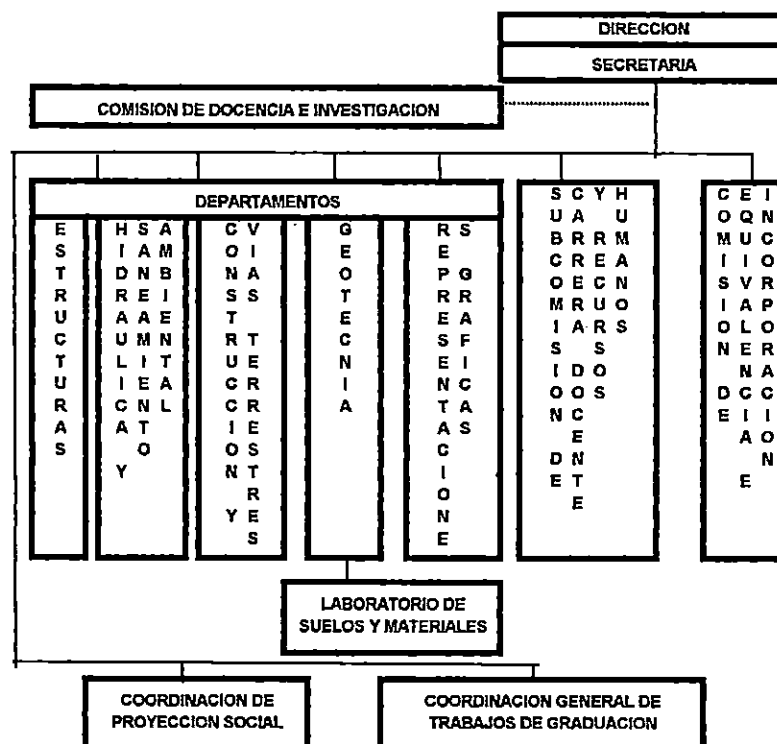 DIRECCION
SECRETARIA
COMISION DE DOCENCIA E INVESTIGACION
DEPARTAMENTOS
ESTRUCTURAS
HIDRAULICA Y
SANEAMIENTO
AMBIENTAL
CONSTRUCCION Y
VIAS TERRESTRES
GEOTECNIA
REPRESENTACIONE
S GRAFICAS
SUBCOMISION DE
CARRERA DOCENTE
Y RECURSOS
HUMANOS
COMISION DE
EQUIVALENCIA E
INCORPORACION
LABORATORIO DE
SUELOS Y MATERIALES
COORDINACION DE
PROYECCION SOCIAL
COORDINACION GENERAL DE
TRABAJOS DE GRADUACION